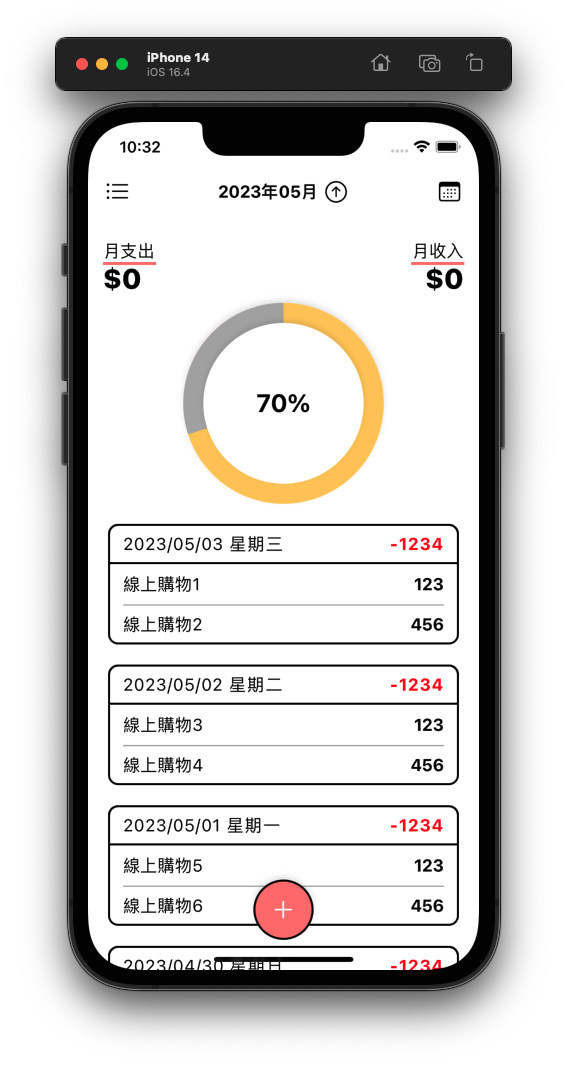 iPhone 14
iOS 16.4
10:32
2023年05月
月支出 月收入
$0 $0
70%
2023/05/03 星期三 -1234
線上購物1 123
線上購物2 456
2023/05/02 星期二 -1234
線上購物3 123
線上購物4 456
2023/05/01 星期一 -1234
線上購物5 123
線上購物6 456
2023/04/30 星期日 -1234